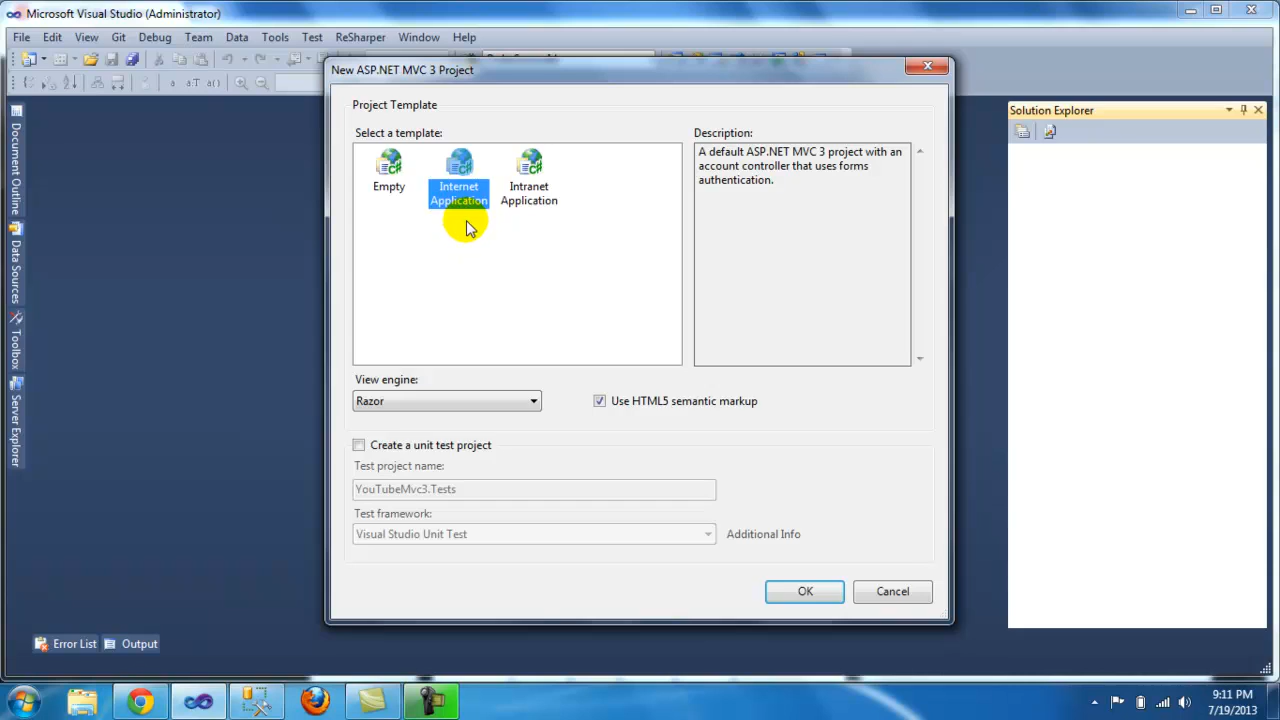 Microsoft Visual Studio (Administrator)
File Edit View Git Debug Team Data Tools Test ReSharper Window Help
New ASP.NET MVC 3 Project
Project Template
Select a template:
Description:
Empty
Internet Application
Intranet Application
A default ASP.NET MVC 3 project with an
account controller that uses forms
authentication.
View engine:
Razor
Use HTML5 semantic markup
Create a unit test project
Test project name:
YouTubeMvc3.Tests
Test framework:
Visual Studio Unit Test
Additional Info
OK Cancel
Solution Explorer
Document Outline
Data Sources
Toolbox
Server Explorer
Error List Output
9:11 PM
7/19/2013